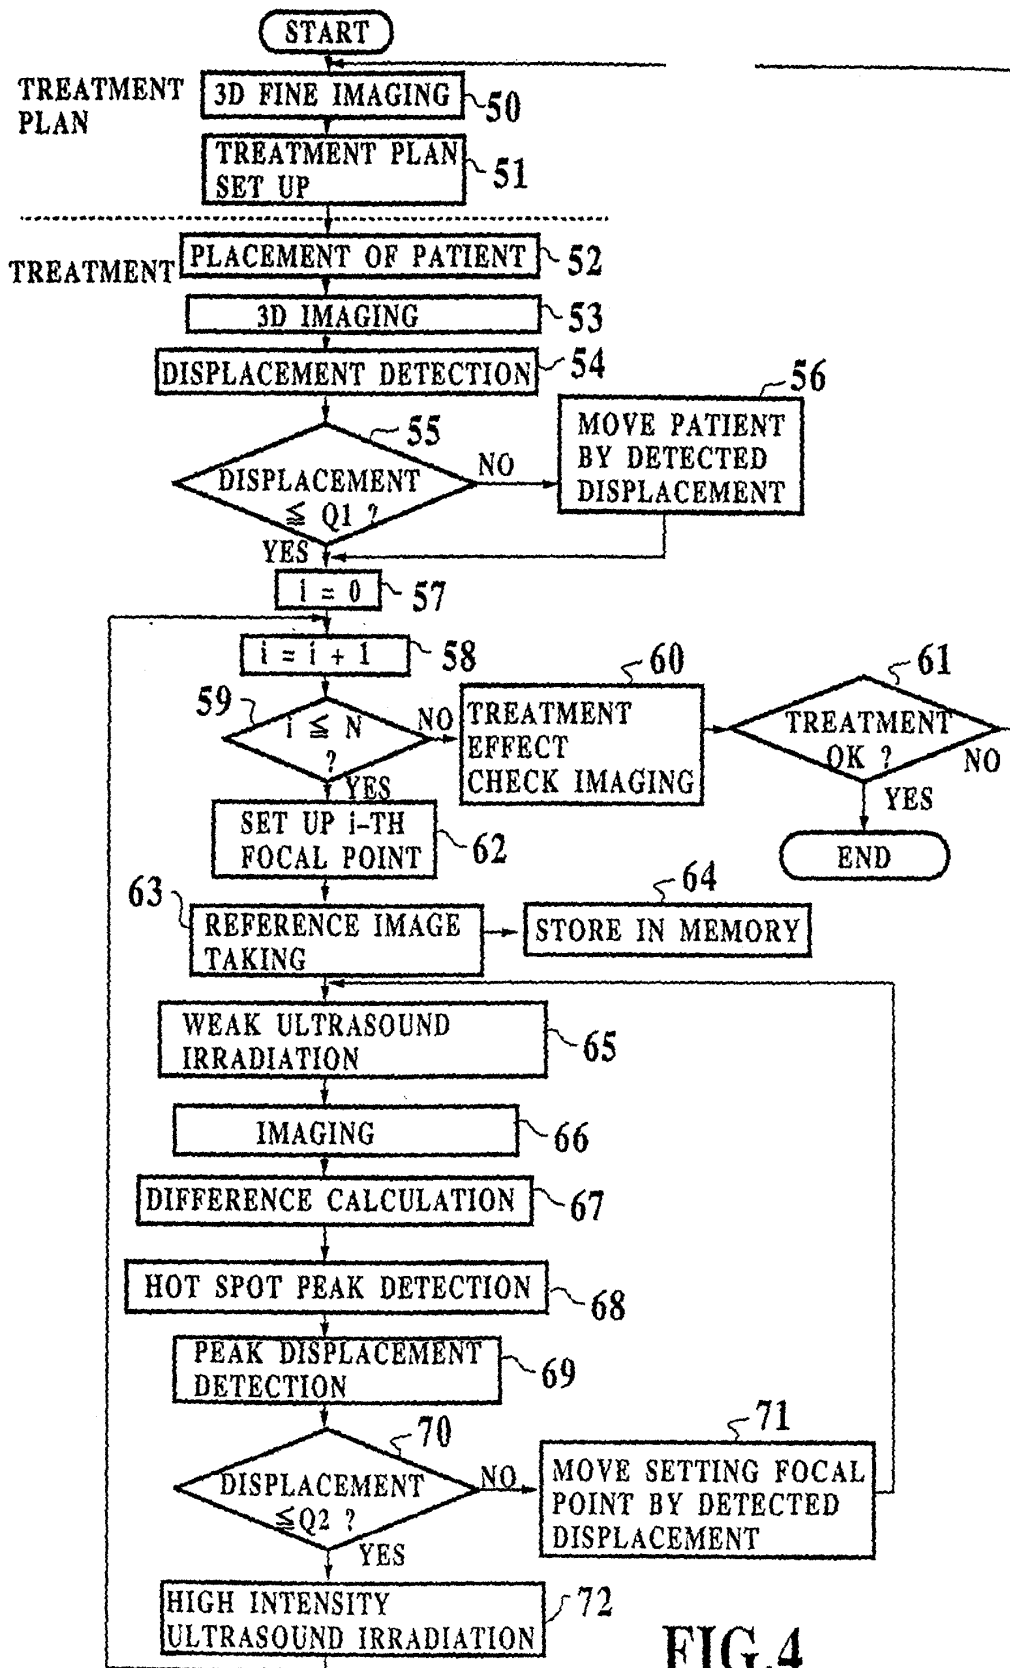 START
TREATMENT
PLAN
3D FINE IMAGING
50
TREATMENT PLAN
SET UP
51
TREATMENT
PLACEMENT OF PATIENT
52
3D IMAGING
53
DISPLACEMENT DETECTION
54
55
DISPLACEMENT
≦ Q1 ?
NO
YES
56
MOVE PATIENT
BY DETECTED
DISPLACEMENT
i = 0
57
i = i + 1
58
59
i ≦ N
?
NO
YES
60
TREATMENT
EFFECT
CHECK IMAGING
61
TREATMENT
OK ?
NO
YES
END
SET UP i-TH
FOCAL POINT
62
63
REFERENCE IMAGE
TAKING
64
STORE IN MEMORY
WEAK ULTRASOUND
IRRADIATION
65
IMAGING
66
DIFFERENCE CALCULATION
67
HOT SPOT PEAK DETECTION
68
PEAK DISPLACEMENT
DETECTION
69
70
DISPLACEMENT
≦Q2 ?
NO
YES
71
MOVE SETTING FOCAL
POINT BY DETECTED
DISPLACEMENT
HIGH INTENSITY
ULTRASOUND IRRADIATION
72
FIG.4